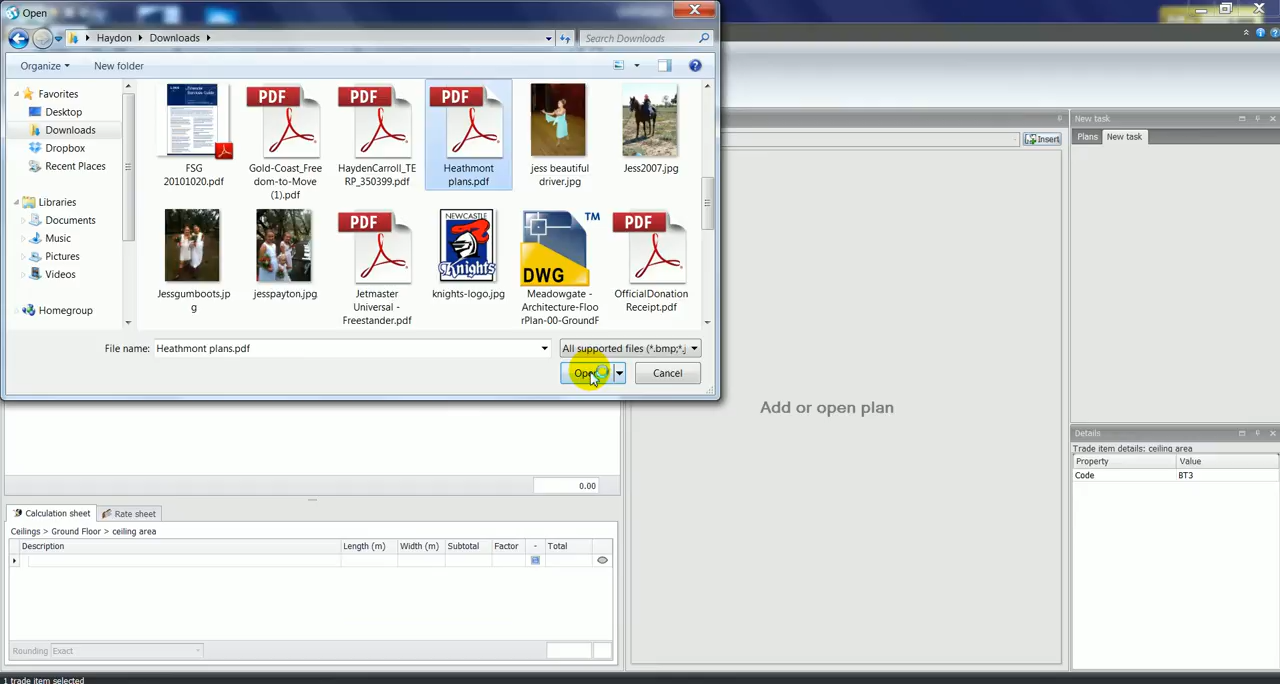 Open
Haydon Downloads
Search Downloads
Organize New folder
Favorites
Desktop
Downloads
Dropbox
Recent Places
Libraries
Documents
Music
Pictures
Videos
Homegroup
PDF PDF PDF
FSG
20101020.pdf
Gold-Coast_Free
dom-to-Move
(1).pdf
HaydenCarroll_TE
RP_350399.pdf
Heathmont
plans.pdf
jess beautiful
driver.jpg
Jess2007.jpg
PDF NEWCASTLE Knights DWG TM PDF
Jessgumboots.jp
g
jesspayton.jpg
Jetmaster
Universal -
Freestander.pdf
knights-logo.jpg
Meadowgate -
Architecture-Floo
rPlan-00-GroundF
OfficialDonation
Receipt.pdf
File name: Heathmont plans.pdf
All supported files (*.bmp;*.
Open Cancel
New task
Insert Plans New task
Add or open plan
Details
Trade item details: ceiling area
Property Value
Code BT3
0.00
Calculation sheet Rate sheet
Ceilings > Ground Floor > ceiling area
Description Length (m) Width (m) Subtotal Factor - Total
Rounding Exact
1 trade item selected